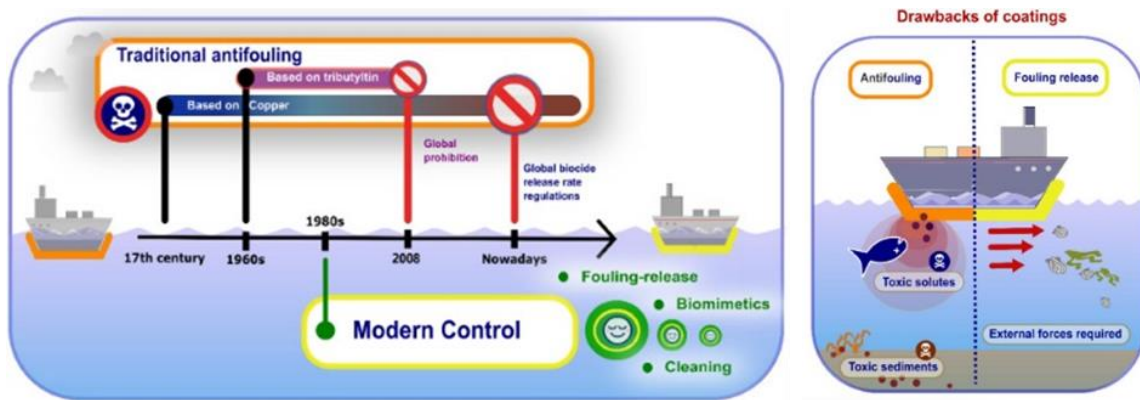 Traditional antifouling
Based on tributyltin
Based on Copper
Global
prohibition
Global biocide
release rate
regulations
1980s
17th century
1960s
2008
Nowadays
Fouling-release
Modern Control
Biomimetics
Cleaning
Drawbacks of coatings
Antifouling
Fouling release
Toxic solutes
External forces required
Toxic sediments